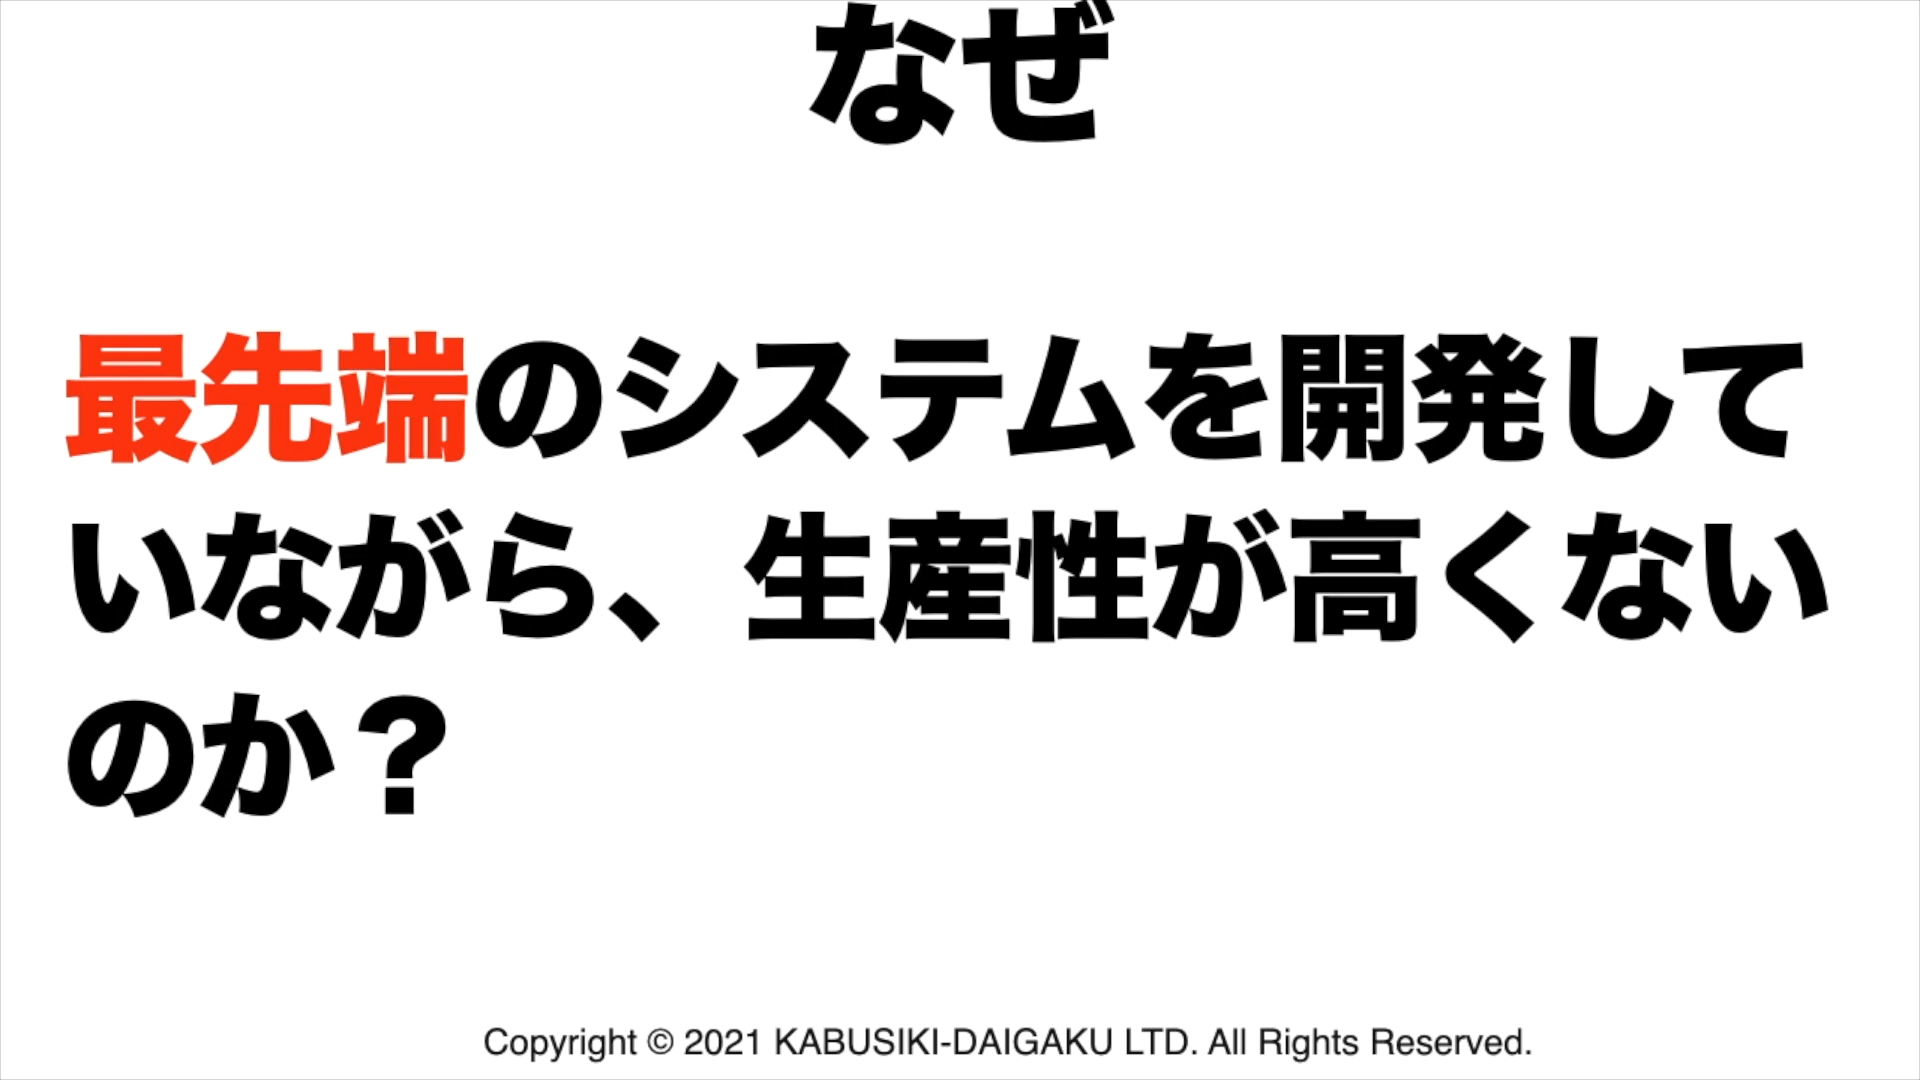 なぜ
最先端のシステムを開発して
いながら、生産性が高くない
のか？
Copyright © 2021 KABUSIKI-DAIGAKU LTD. All Rights Reserved.